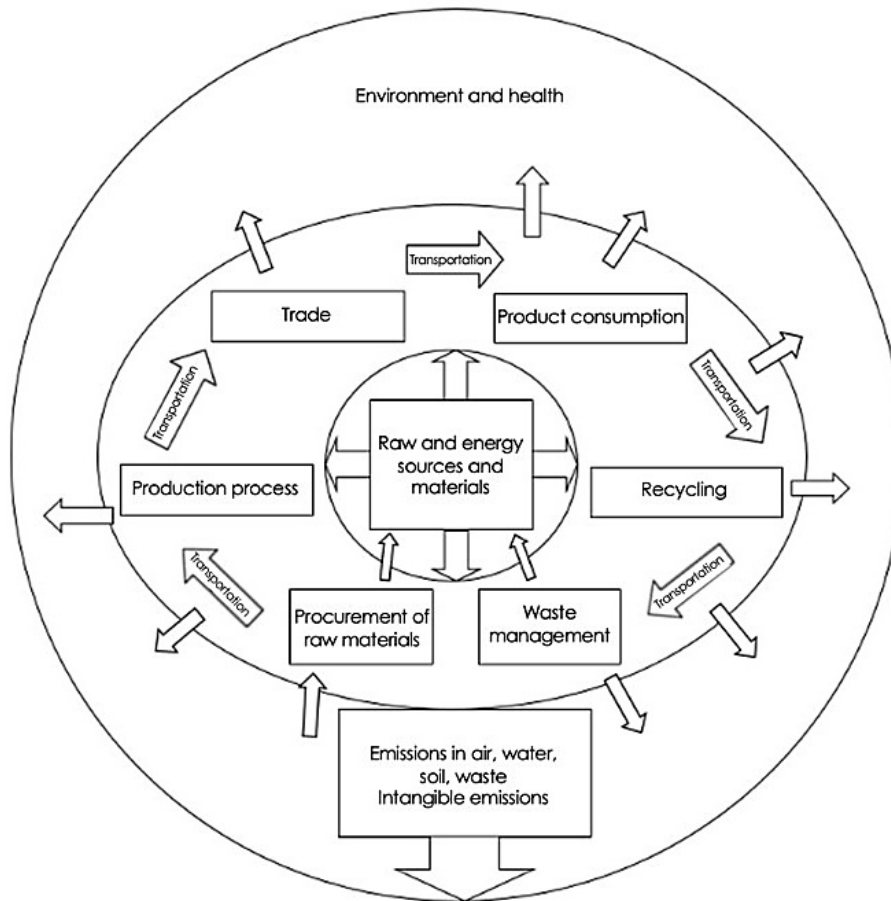 Environment and health
Transportation
Trade
Product consumption
Transportation
Transportation
Raw and energy
sources and
materials
Production process
Recycling
Transportation
Transportation
Procurement of
raw materials
Waste
management
Emissions in air, water,
soil, waste
Intangible emissions